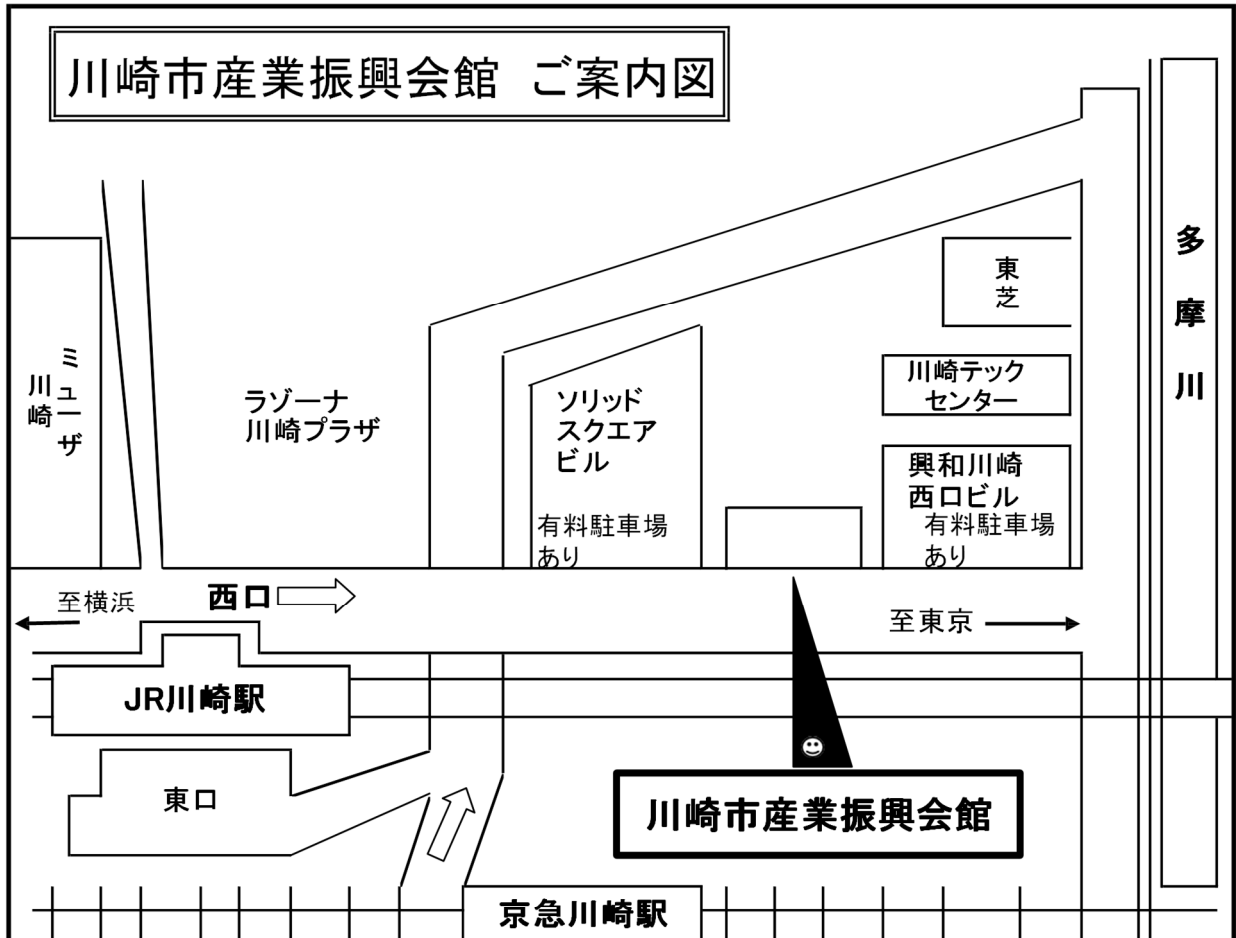 川崎市産業振興会館 ご案内図
多摩川
東芝
ミューザ
川崎
ラゾーナ
川崎プラザ
ソリッド
スクエア
ビル
有料駐車場
あり
川崎テック
センター
興和川崎
西口ビル
有料駐車場
あり
至横浜
西口
至東京
JR川崎駅
東口
川崎市産業振興会館
京急川崎駅